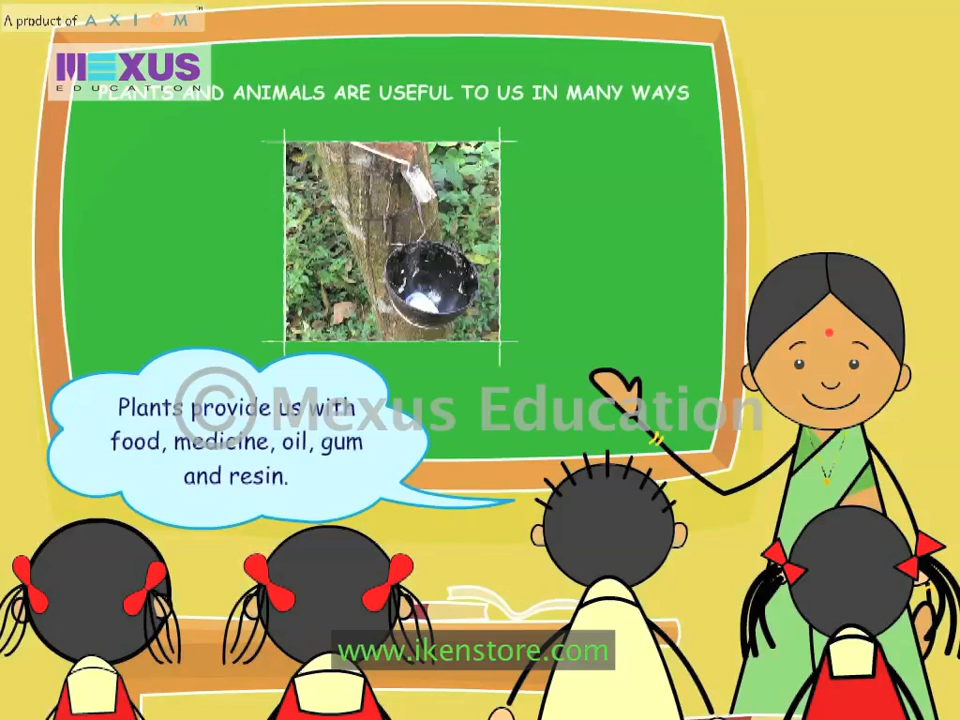 A product of AXIOM™
MEXUS
EDUCATION
PLANTS AND ANIMALS ARE USEFUL TO US IN MANY WAYS
Plants provide us with
food, medicine, oil, gum
and resin.
© Mexus Education
www.ikenstore.com